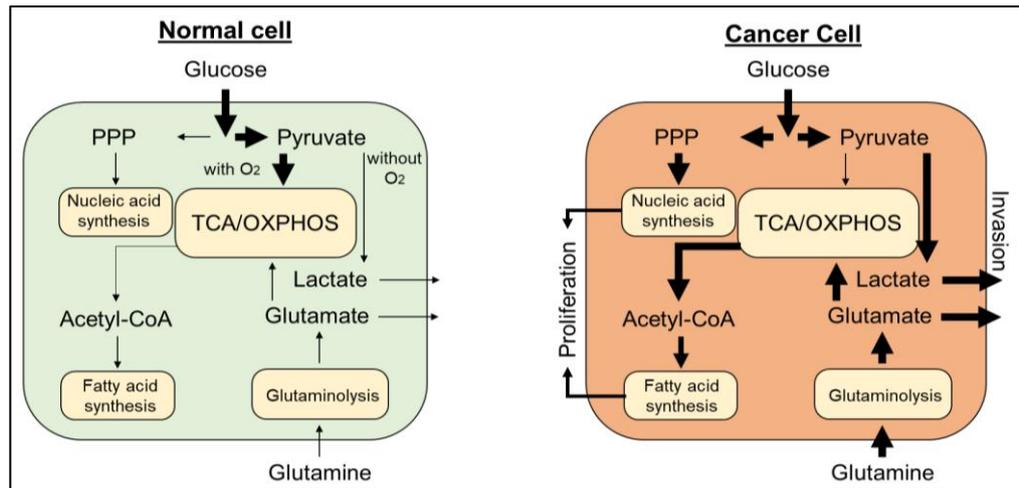 Normal cell
Glucose
PPP
Pyruvate
with O2
without
O2
Nucleic acid
synthesis
TCA/OXPHOS
Lactate
Acetyl-CoA
Glutamate
Fatty acid
synthesis
Glutaminolysis
Glutamine
Cancer Cell
Glucose
PPP
Pyruvate
Nucleic acid
synthesis
TCA/OXPHOS
Invasion
Proliferation
Lactate
Acetyl-CoA
Glutamate
Fatty acid
synthesis
Glutaminolysis
Glutamine